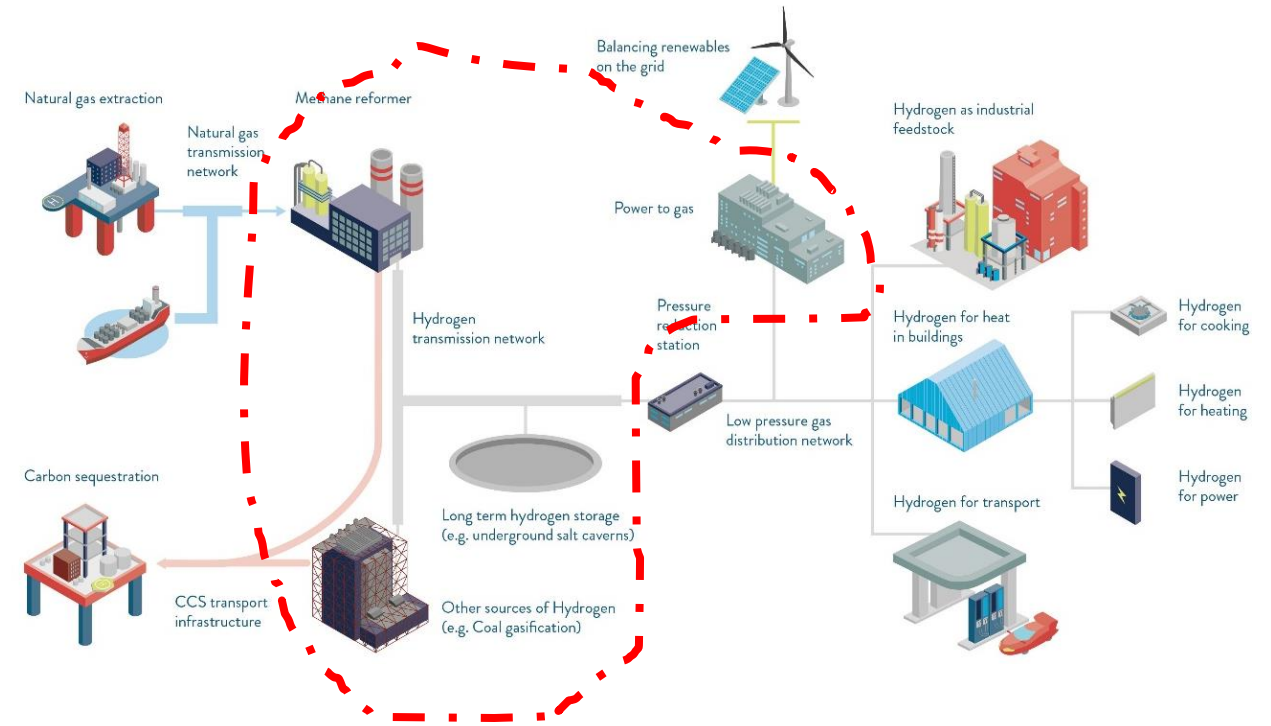 Balancing renewables
on the grid
Natural gas extraction
Methane reformer
Hydrogen as industrial
feedstock
Natural gas
transmission
network
Power to gas
Hydrogen
transmission network
Pressure
reduction
station
Hydrogen for heat
in buildings
Hydrogen
for cooking
Hydrogen
for heating
Low pressure gas
distribution network
Carbon sequestration
Hydrogen
for power
Long term hydrogen storage
(e.g. underground salt caverns)
Hydrogen for transport
CCS transport
infrastructure
Other sources of Hydrogen
(e.g. Coal gasification)
H